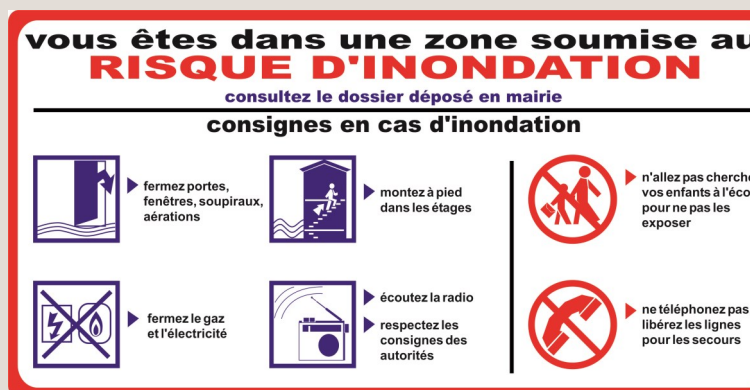 vous êtes dans une zone soumise au
RISQUE D'INONDATION
consultez le dossier déposé en mairie
consignes en cas d'inondation
fermez portes,
fenêtres, soupiraux,
aérations
montez à pied
dans les étages
n'allez pas cherche
vos enfants à l'éco
pour ne pas les
exposer
fermez le gaz
et l'électricité
écoutez la radio
respectez les
consignes des
autorités
ne téléphonez pas
libérez les lignes
pour les secours